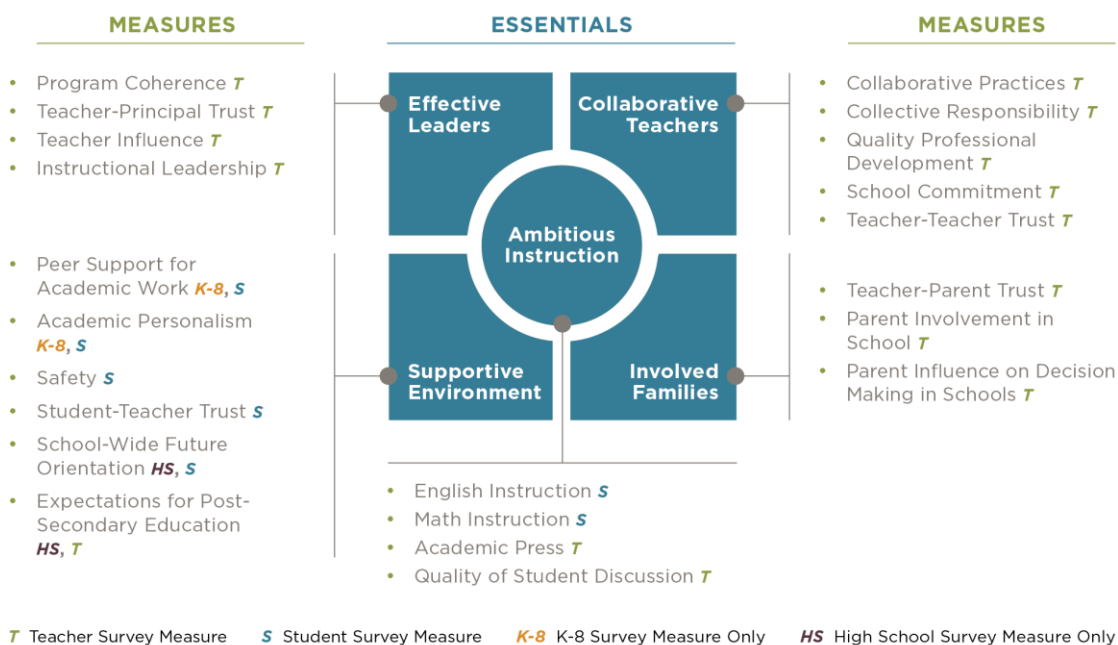 MEASURES
• Program Coherence T
• Teacher-Principal Trust T
• Teacher Influence T
• Instructional Leadership T
• Peer Support for
Academic Work K-8, S
• Academic Personalism
K-8, S
• Safety S
• Student-Teacher Trust S
• School-Wide Future
Orientation HS, S
• Expectations for Post-
Secondary Education
HS, T
ESSENTIALS
Effective
Leaders
Collaborative
Teachers
Ambitious
Instruction
Supportive
Environment
Involved
Families
• English Instruction S
• Math Instruction S
• Academic Press T
• Quality of Student Discussion T
MEASURES
• Collaborative Practices T
• Collective Responsibility T
• Quality Professional
Development T
• School Commitment T
• Teacher-Teacher Trust T
• Teacher-Parent Trust T
• Parent Involvement in
School T
• Parent Influence on Decision
Making in Schools T
T Teacher Survey Measure S Student Survey Measure K-8 K-8 Survey Measure Only HS High School Survey Measure Only